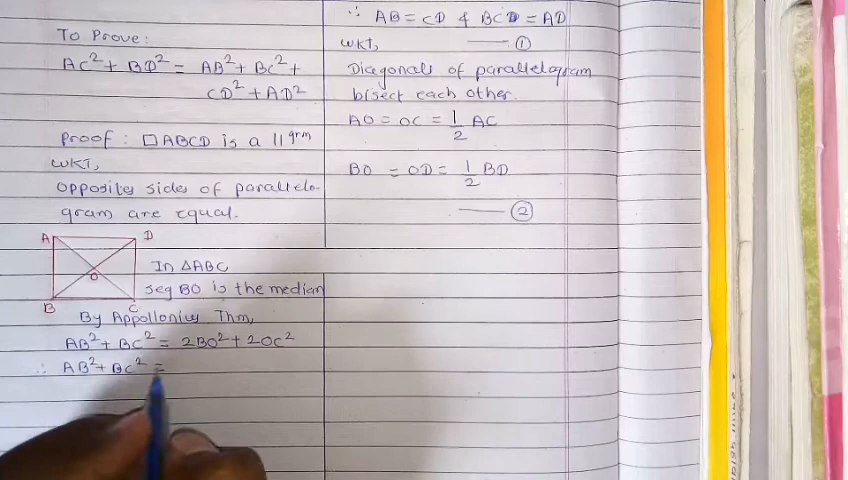 To Prove:
AC² + BD² = AB² + BC² +
CD² + AD²
Proof : □ABCD is a 11grm
WKT,
opposite sides of parallelo-
gram are equal.
A D
O
B C
In △ABC
seg BO is the median
By Appollonius Thm,
AB² + BC² = 2BO² + 2OC²
∴ AB² + BC² =
∴ AB = CD & BC = AD
WKT, —— ①
Diagonals of parallelogram
bisect each other.
AO = OC = 1/2 AC
BO = OD = 1/2 BD
—— ②